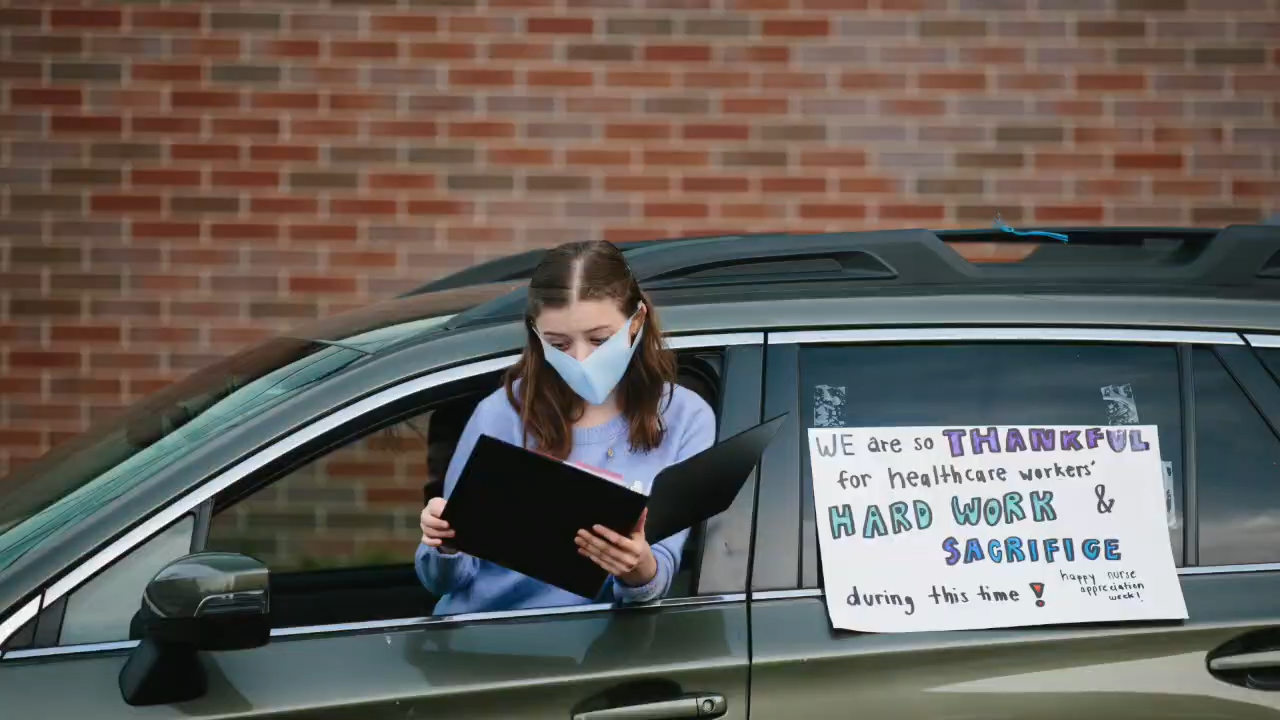 WE are so THANKFUL
for healthcare workers'
HARD WORK &
SACRIFICE
during this time!
happy nurse
appreciation
week!